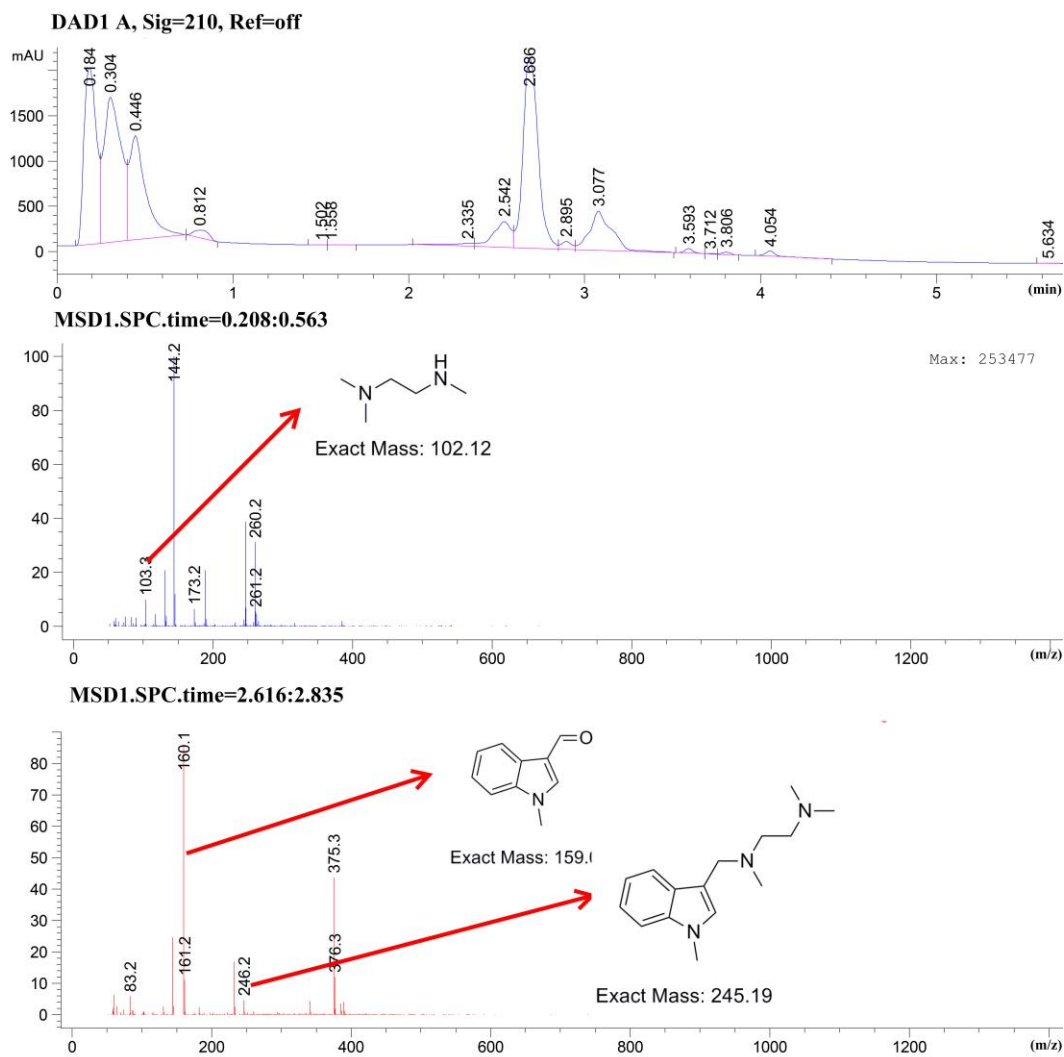 DAD1 A, Sig=210, Ref=off
mAU
0.184
0.304
0.446
0.812
1.502
1.558
2.335
2.542
2.686
2.895
3.077
3.593
3.712
3.806
4.054
5.634
1500
1000
500
0
0 1 2 3 4 5 (min)
MSD1.SPC.time=0.208:0.563
Max: 253477
100
80
60
40
20
0
103.3
144.2
173.2
260.2
261.2
H
N
N
Exact Mass: 102.12
0 200 400 600 800 1000 1200 (m/z)
MSD1.SPC.time=2.616:2.835
80
70
60
50
40
30
20
10
0
83.2
160.1
161.2
246.2
375.3
376.3
O
N
Exact Mass: 159.
N
N
N
Exact Mass: 245.19
0 200 400 600 800 1000 1200 (m/z)